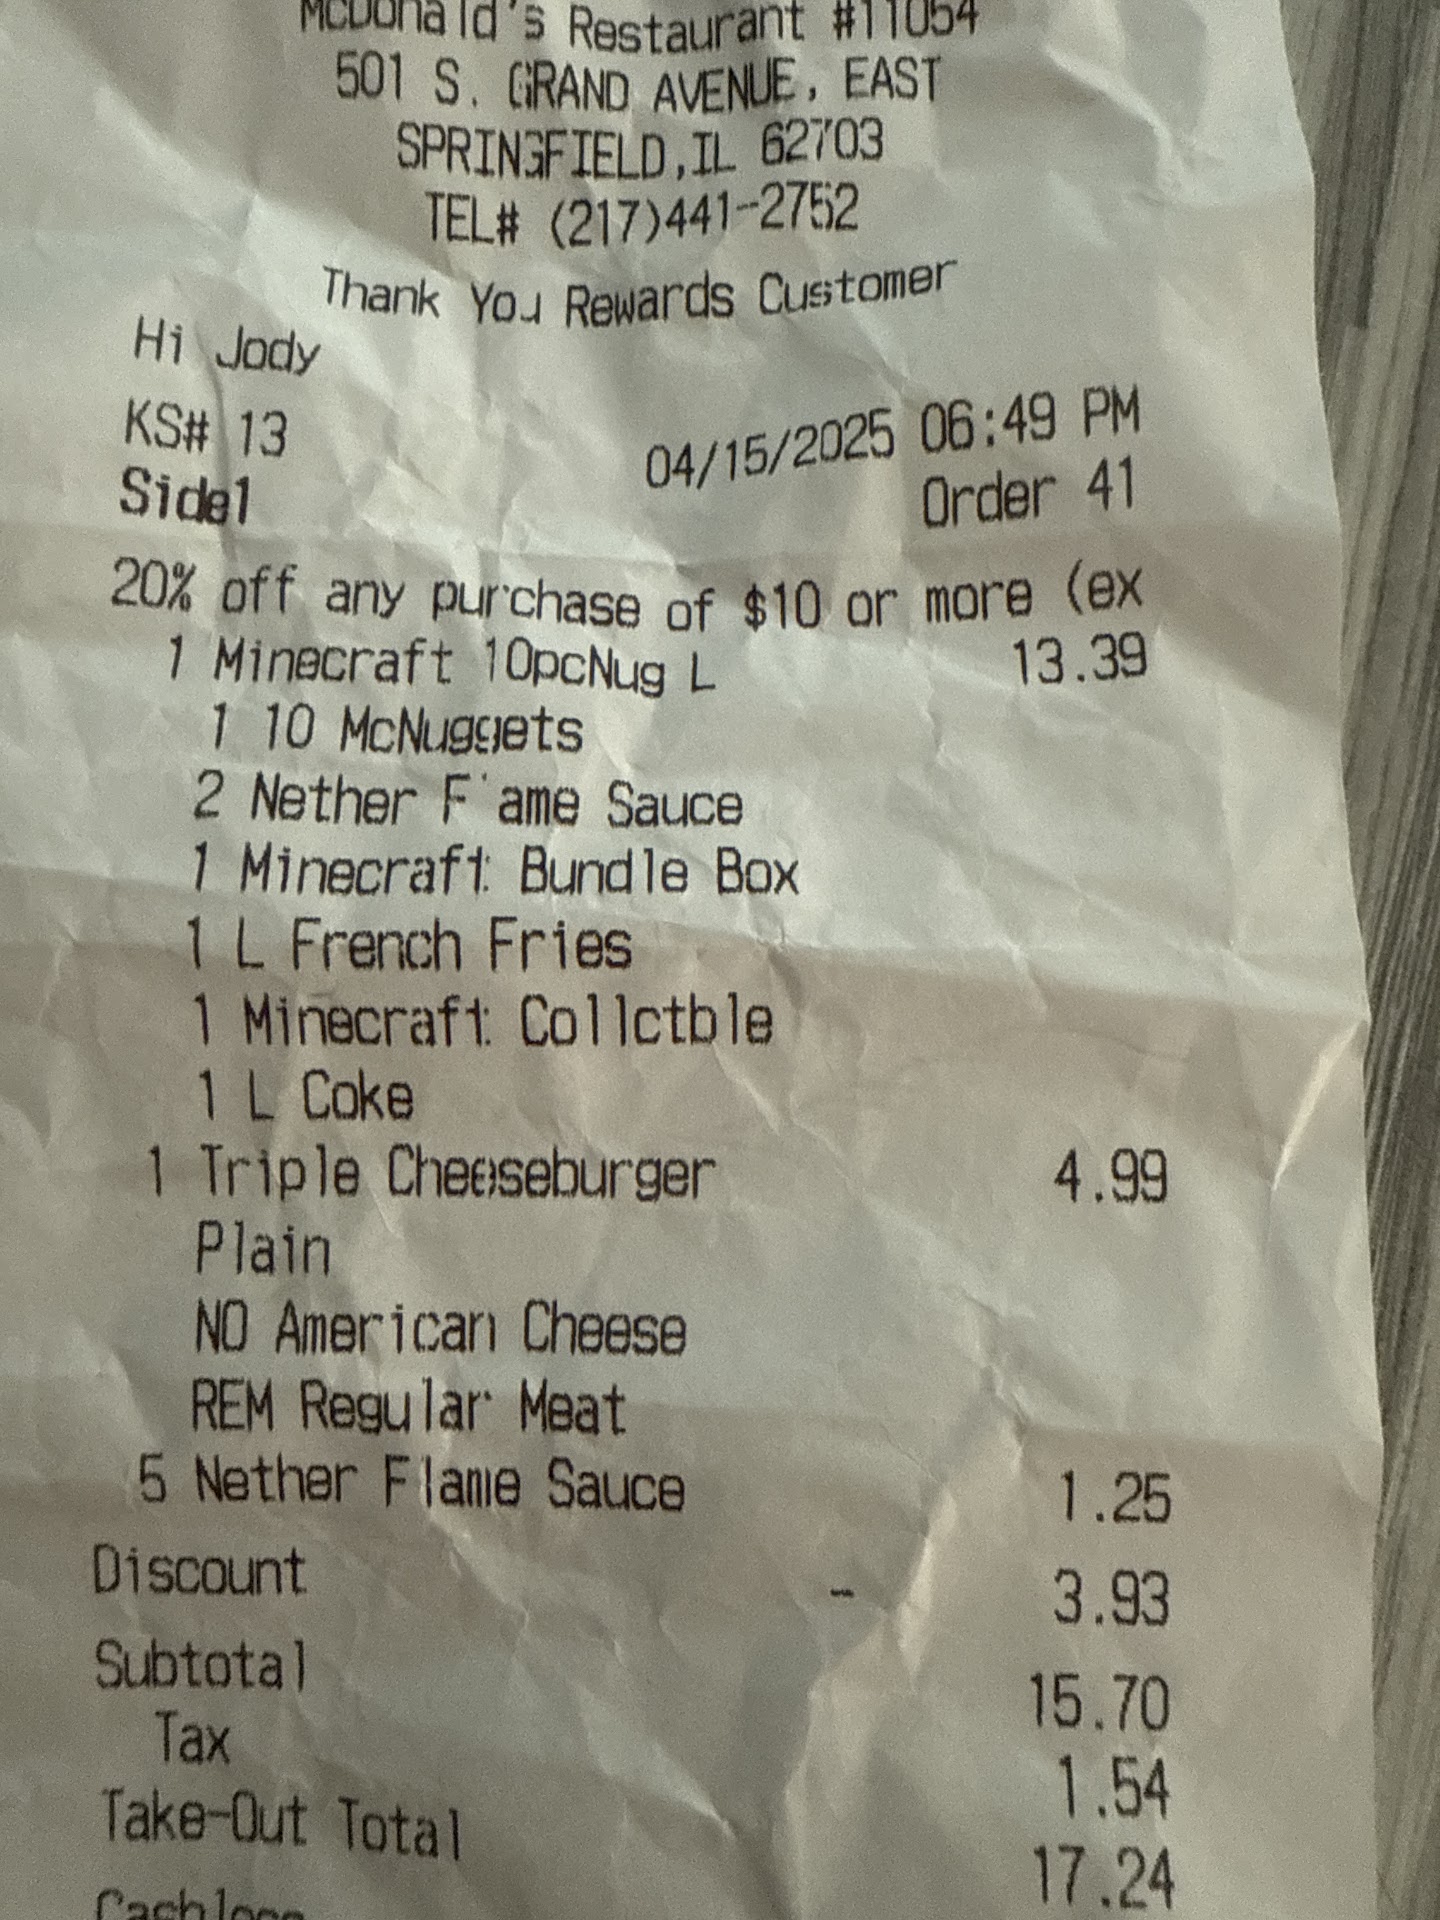 McDonald's Restaurant #11054
501 S. GRAND AVENUE, EAST
SPRINGFIELD,IL 62703
TEL# (217)441-2752
Thank You Rewards Customer
Hi Jody
KS# 13 04/15/2025 06:49 PM
Side1 Order 41
20% off any purchase of $10 or more (ex
1 Minecraft 10pcNug L 13.39
1 10 McNuggets
2 Nether Flame Sauce
1 Minecraft Bundle Box
1 L French Fries
1 Minecraft Collctble
1 L Coke
1 Triple Cheeseburger 4.99
Plain
NO American Cheese
REM Regular Meat
5 Nether Flame Sauce 1.25
Discount - 3.93
Subtotal 15.70
Tax 1.54
Take-Out Total 17.24
Cashless